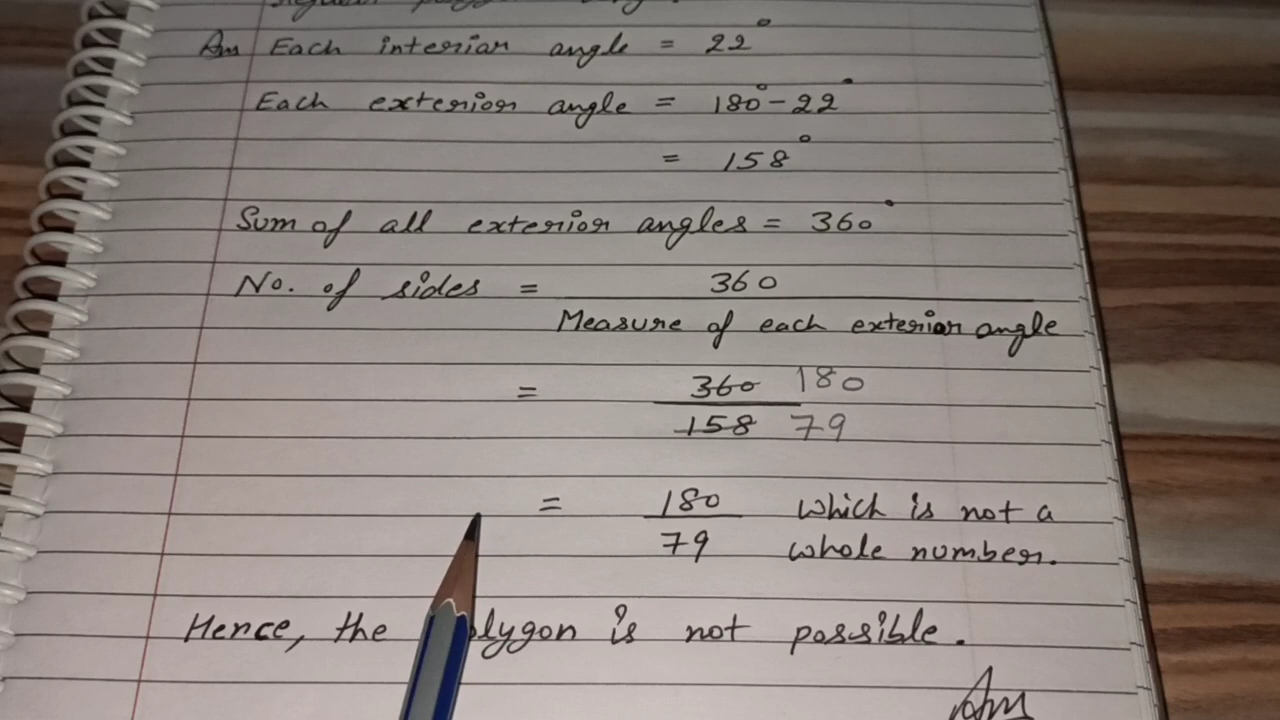 Ans Each interior angle = 22°
Each exterior angle = 180° - 22°
= 158°
Sum of all exterior angles = 360°
No. of sides = 360
Measure of each exterior angle
= 360 180
158 79
= 180 which is not a
79 whole number.
Hence, the polygon is not possible.
Ans